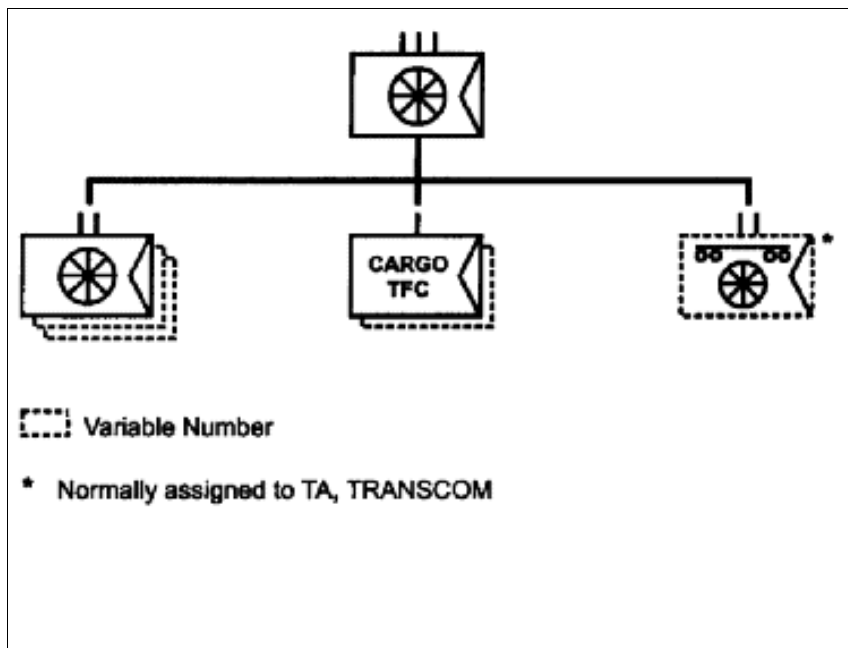 CARGO
TFC
*
Variable Number
* Normally assigned to TA, TRANSCOM